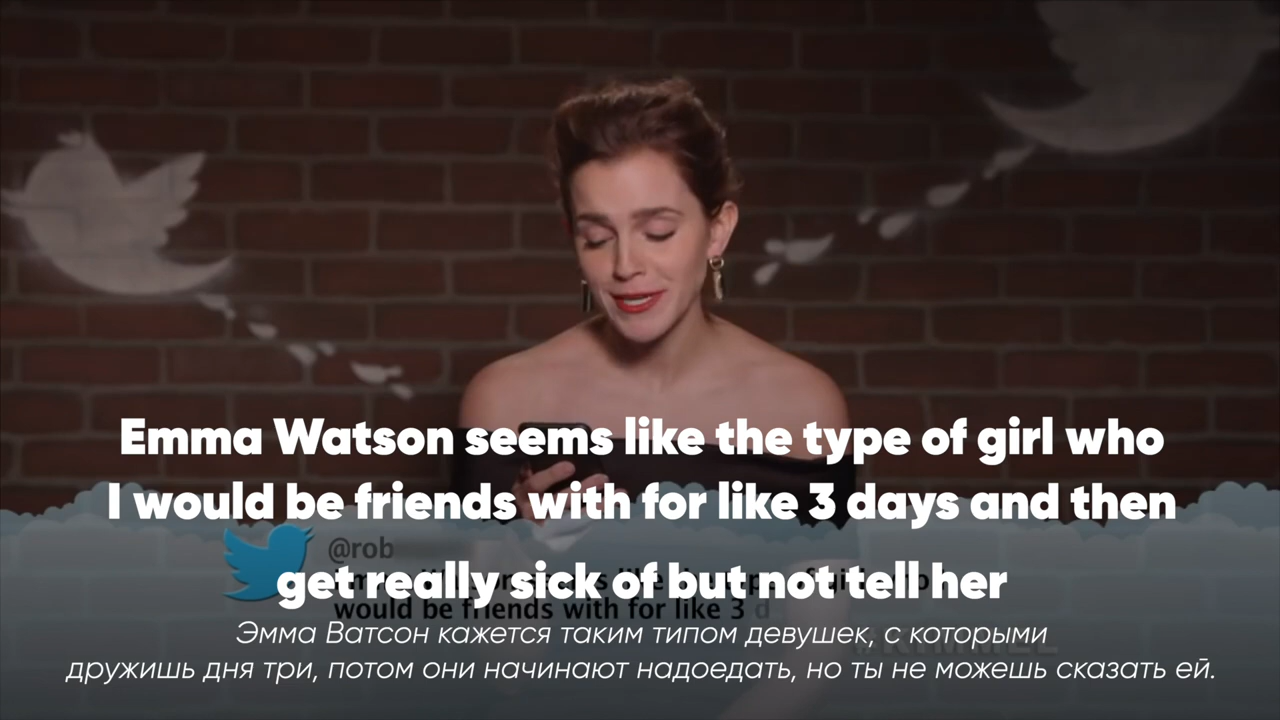 Emma Watson seems like the type of girl who
I would be friends with for like 3 days and then
@rob
get really sick of but not tell her
would be friends with for like 3 d
Эмма Ватсон кажется таким типом девушек, с которыми
дружишь дня три, потом они начинают надоедать, но ты не можешь сказать ей.